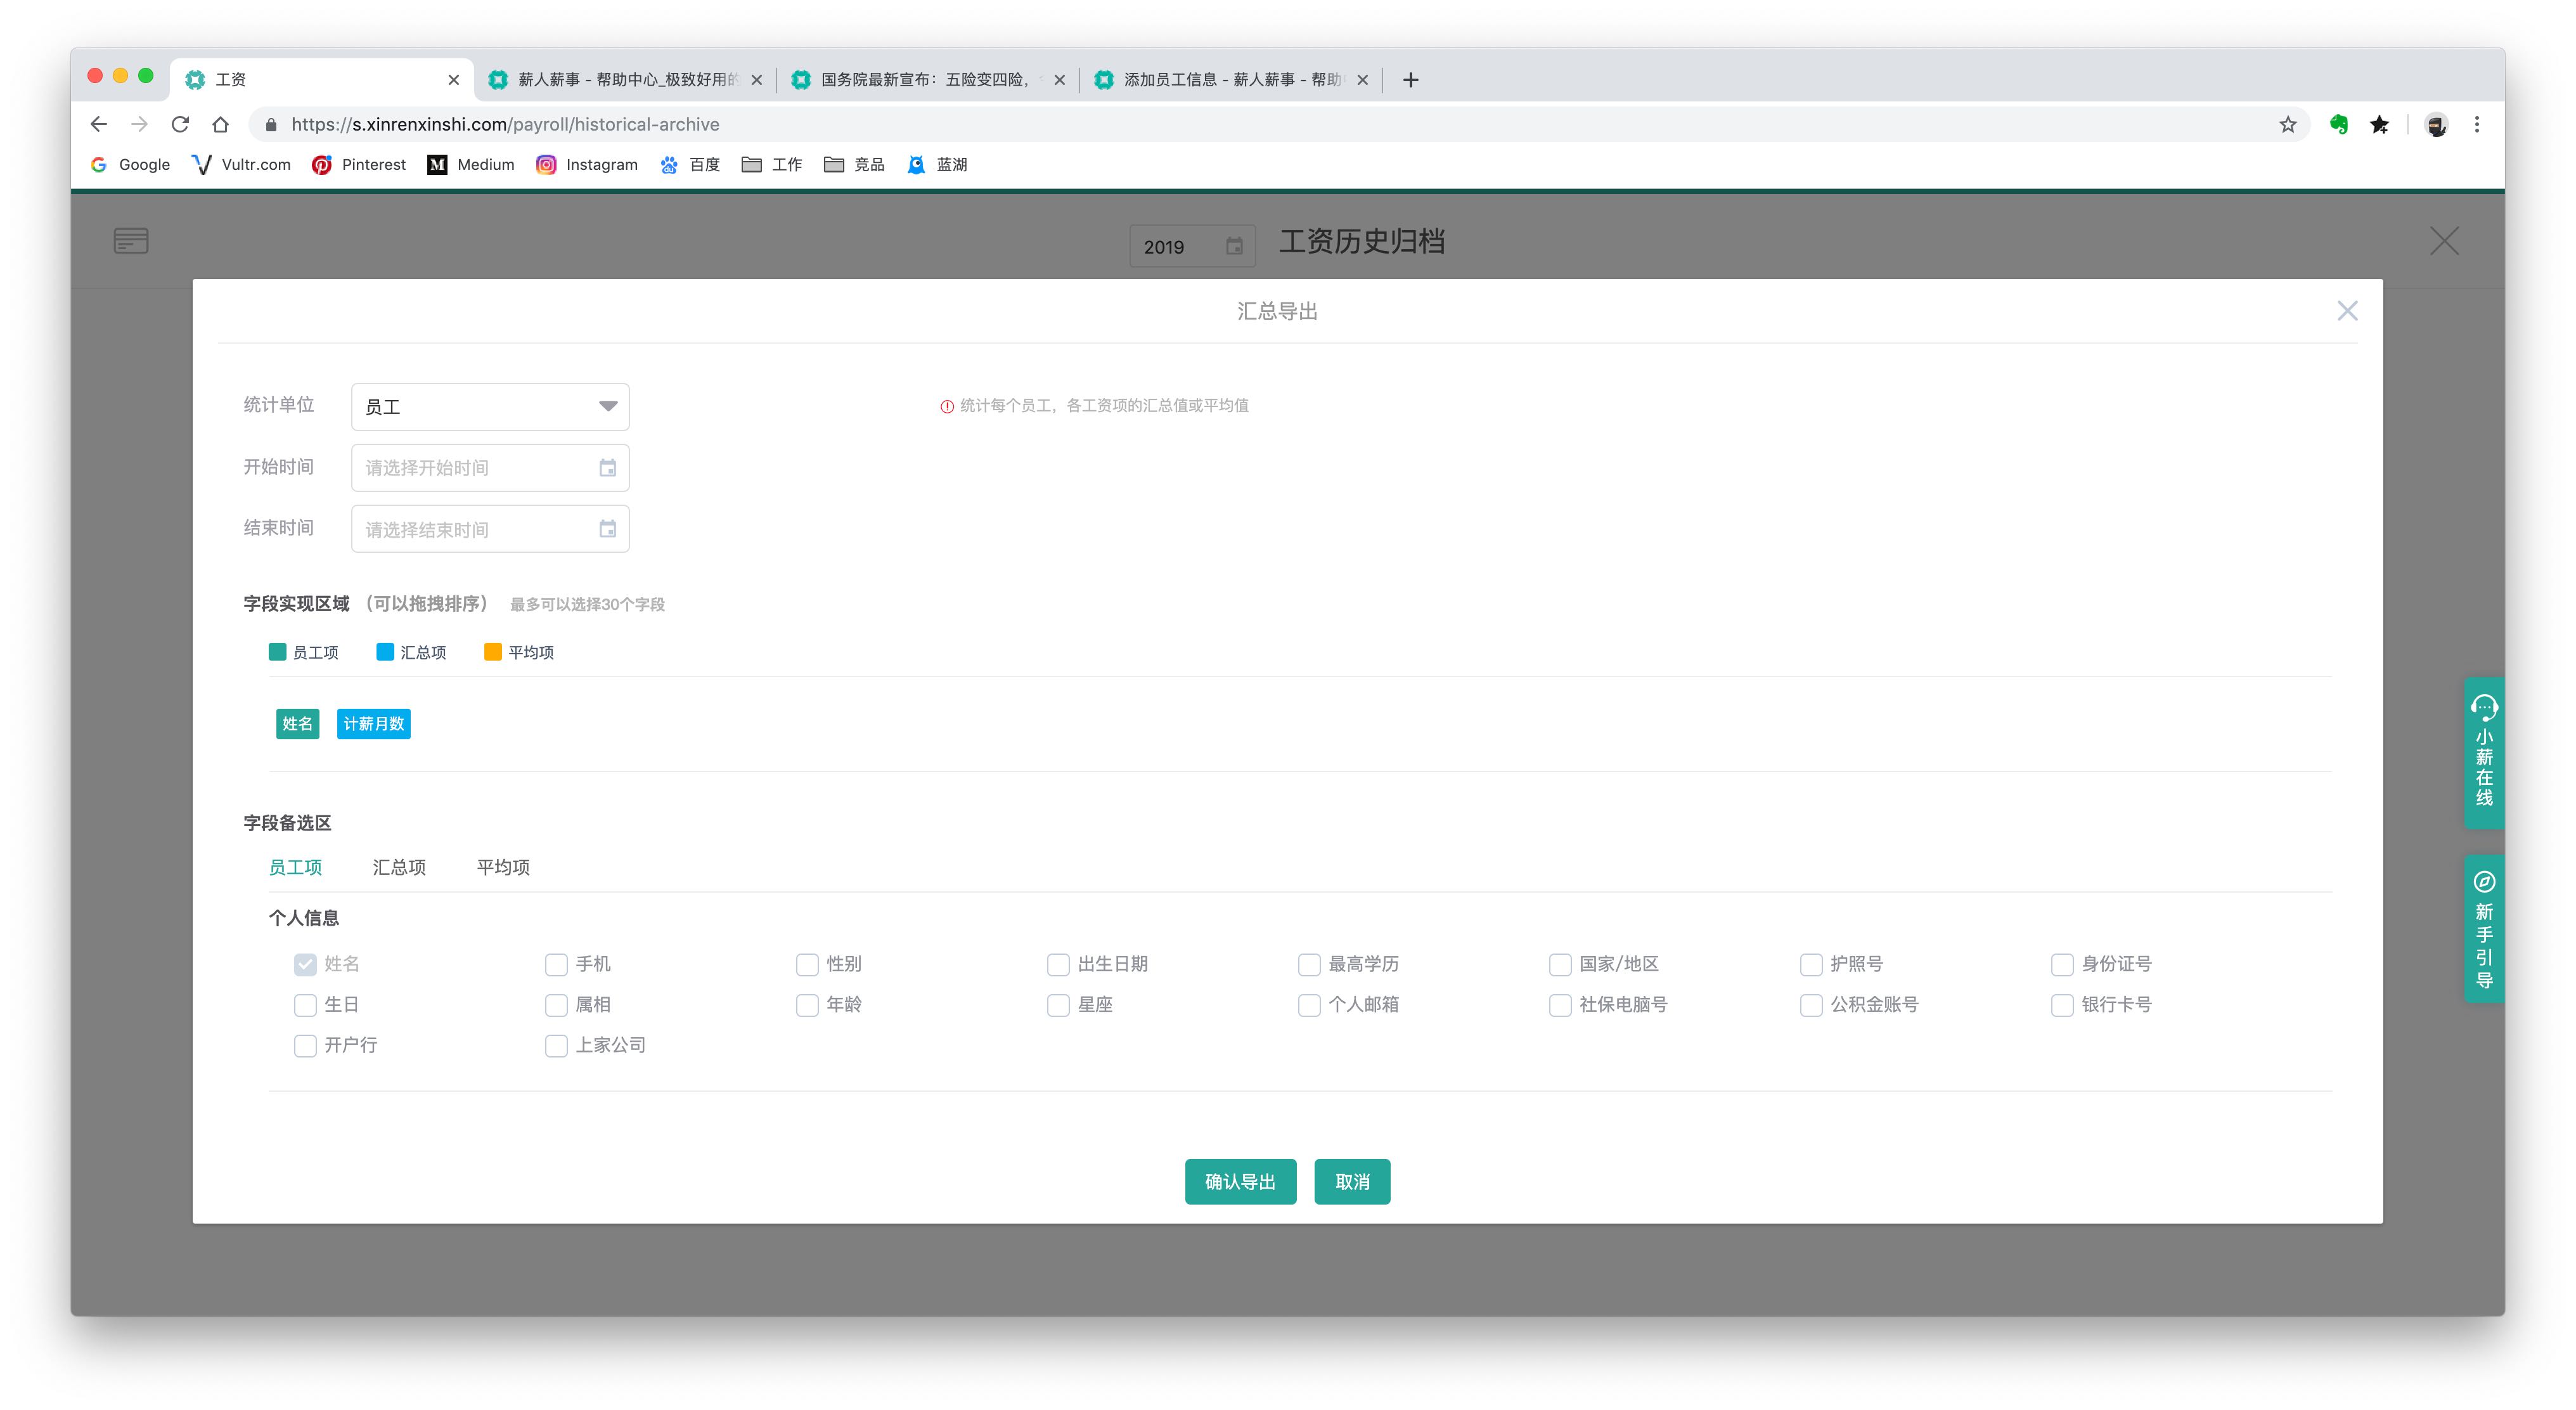 工资
薪人薪事 - 帮助中心_极致好用的
国务院最新宣布：五险变四险，
添加员工信息 - 薪人薪事 - 帮助
https://s.xinrenxinshi.com/payroll/historical-archive
Google Vultr.com Pinterest Medium Instagram 百度 工作 竞品 蓝湖
2019 工资历史归档
汇总导出
统计单位 员工 统计每个员工，各工资项的汇总值或平均值
开始时间 请选择开始时间
结束时间 请选择结束时间
字段实现区域 （可以拖拽排序） 最多可以选择30个字段
员工项 汇总项 平均项
姓名 计薪月数
字段备选区
员工项 汇总项 平均项
个人信息
姓名 手机 性别 出生日期 最高学历 国家/地区 护照号 身份证号
生日 属相 年龄 星座 个人邮箱 社保电脑号 公积金账号 银行卡号
开户行 上家公司
确认导出 取消
小薪在线
新手引导